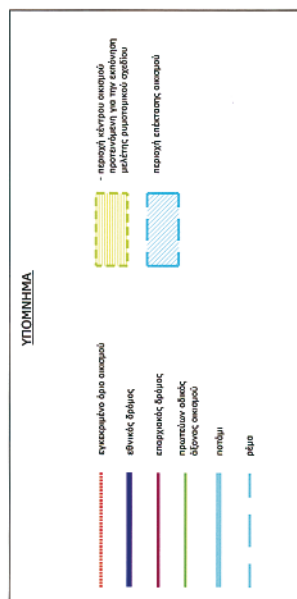 ΥΠΟΜΝΗΜΑ
εγκεκριμένο όριο οικισμού
εθνικός δρόμος
επαρχιακός δρόμος
πρωτεύων οδικός
άξονας οικισμού
ποτάμι
ρέμα
- περιοχή κέντρου οικισμού
προτεινόμενη για την εκπόνηση
μελέτης ρυμοτομικού σχεδίου
περιοχή επέκτασης οικισμού